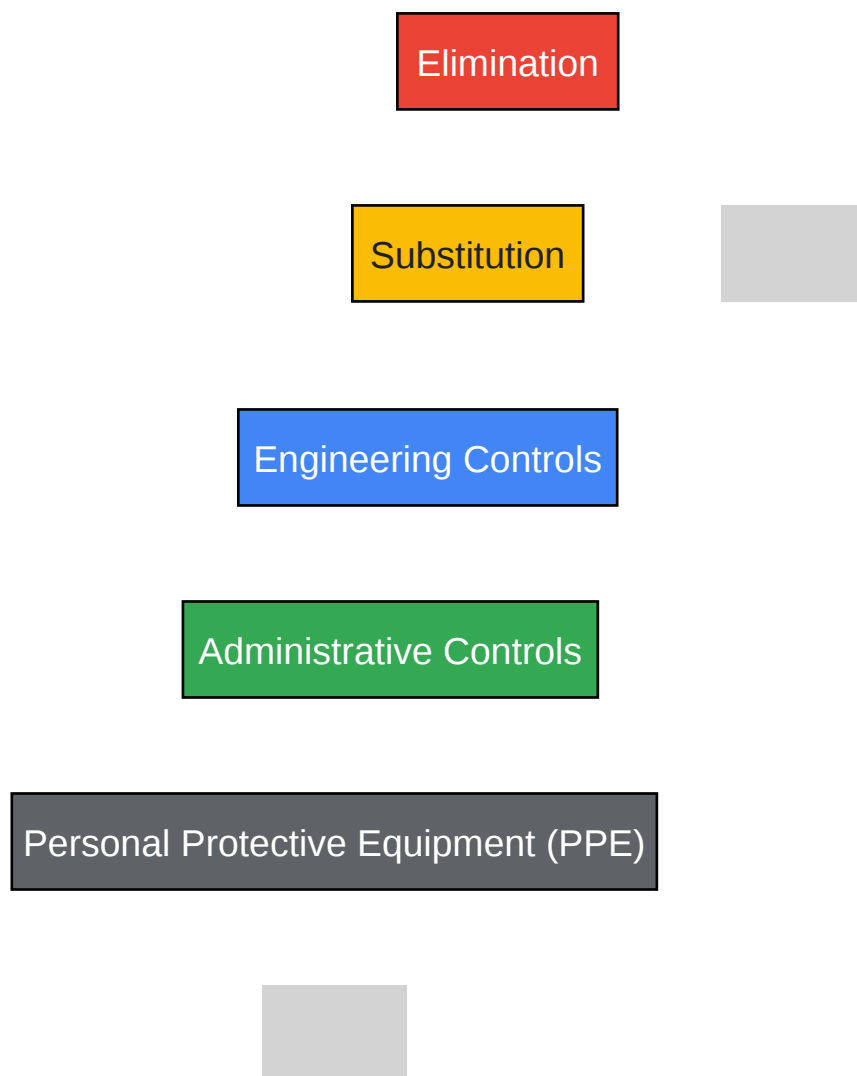 Elimination
Substitution
Engineering Controls
Administrative Controls
Personal Protective Equipment (PPE)